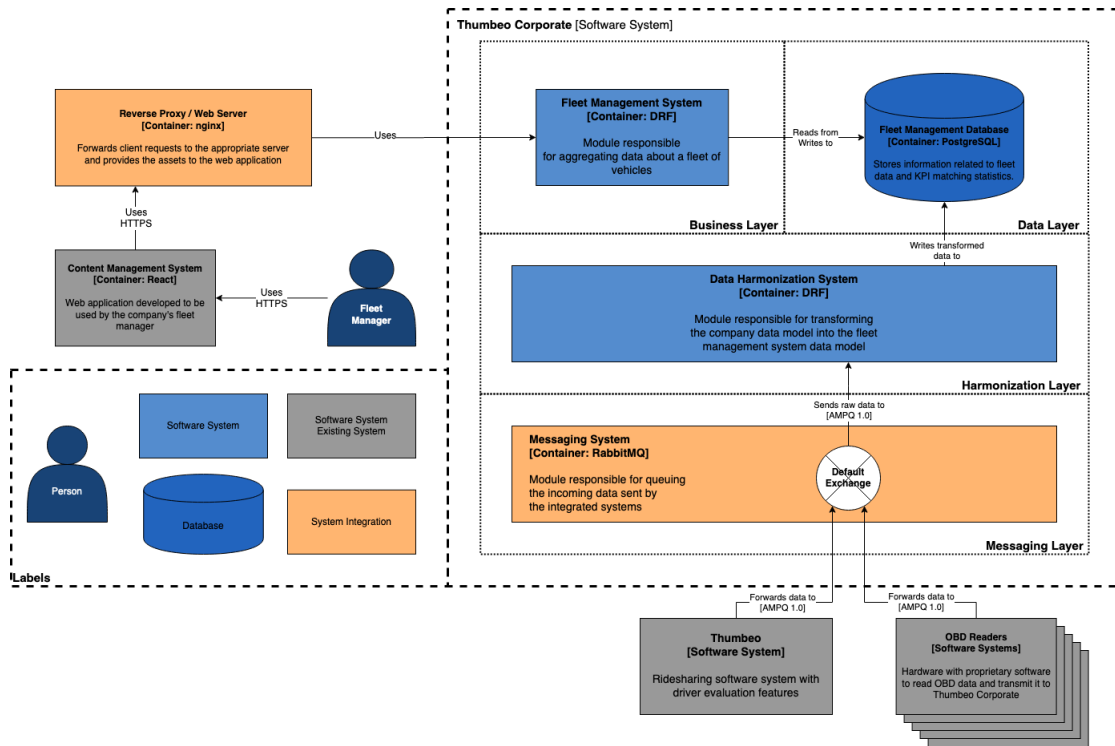 Thumbeo Corporate [Software System]
Reverse Proxy / Web Server
[Container: nginx]
Forwards client requests to the appropriate server
and provides the assets to the web application
Uses
Fleet Management System
[Container: DRF]
Module responsible
for aggregating data about a fleet of
vehicles
Reads from
Writes to
Fleet Management Database
[Container: PostgreSQL]
Stores information related to fleet
data and KPI matching statistics.
Business Layer
Data Layer
Uses
HTTPS
Content Management System
[Container: React]
Web application developed to be
used by the company's fleet
manager
Uses
HTTPS
Fleet
Manager
Writes transformed
data to
Data Harmonization System
[Container: DRF]
Module responsible for transforming
the company data model into the fleet
management system data model
Harmonization Layer
Sends raw data to
[AMPQ 1.0]
Messaging System
[Container: RabbitMQ]
Module responsible for queuing
the incoming data sent by
the integrated systems
Default
Exchange
Messaging Layer
Person
Software System
Software System
Existing System
Database
System Integration
Labels
Forwards data to
[AMPQ 1.0]
Forwards data to
[AMPQ 1.0]
Thumbeo
[Software System]
Ridesharing software system with
driver evaluation features
OBD Readers
[Software Systems]
Hardware with proprietary software
to read OBD data and transmit it to
Thumbeo Corporate